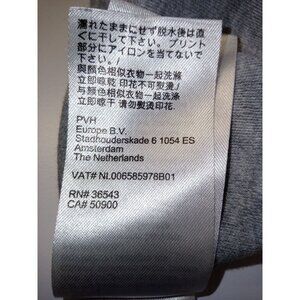 濡れたままにせず脱水後は直
ぐに干して下さい。プリント
部分にアイロンを当てないで
下さい。/
與顏色相似衣物一起洗滌
立即晾乾 印花不可熨燙 /
与颜色相似衣物一起洗涤
立即晾干 请勿熨烫印花
PVH
Europe B.V.
Stadhouderskade 6 1054 ES
Amsterdam
The Netherlands
VAT# NL006585978B01
RN# 36543
CA# 50900